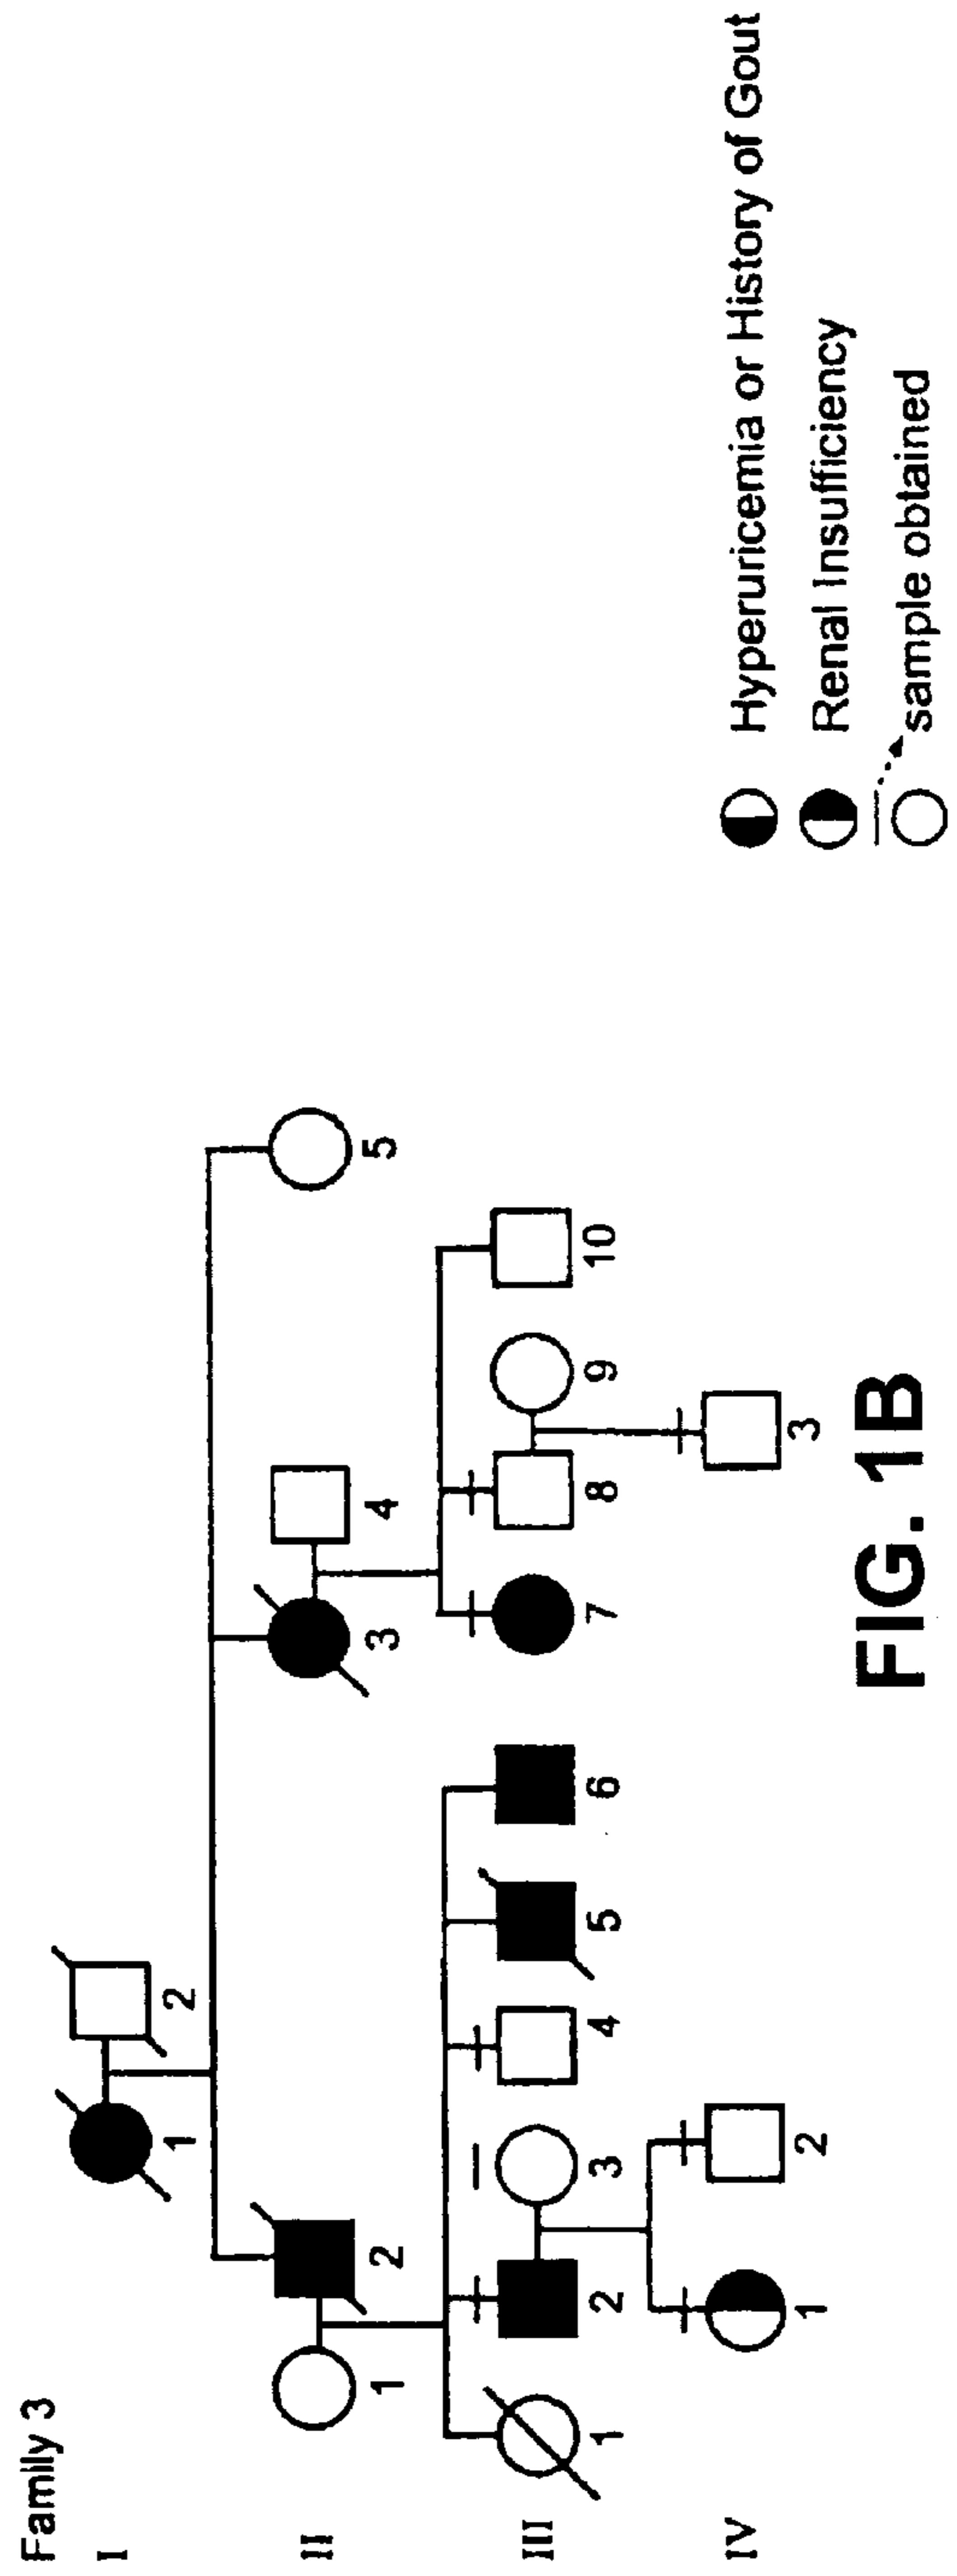 Family 3
I
1 2
II
1 2 3 4 5
III
1 2 3 4 5 6 7 8 9 10
IV
1 2 3
Hyperuricemia or History of Gout
Renal Insufficiency
sample obtained
FIG. 1B